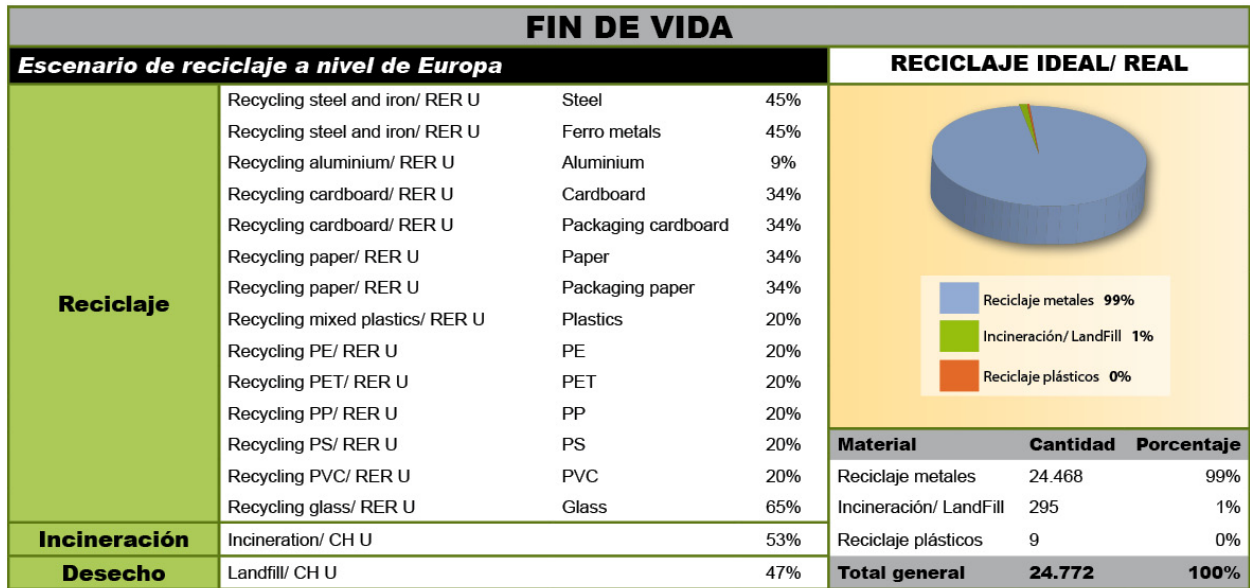 FIN DE VIDA
Escenario de reciclaje a nivel de Europa
Reciclaje
Recycling steel and iron/ RER U Steel 45%
Recycling steel and iron/ RER U Ferro metals 45%
Recycling aluminium/ RER U Aluminium 9%
Recycling cardboard/ RER U Cardboard 34%
Recycling cardboard/ RER U Packaging cardboard 34%
Recycling paper/ RER U Paper 34%
Recycling paper/ RER U Packaging paper 34%
Recycling mixed plastics/ RER U Plastics 20%
Recycling PE/ RER U PE 20%
Recycling PET/ RER U PET 20%
Recycling PP/ RER U PP 20%
Recycling PS/ RER U PS 20%
Recycling PVC/ RER U PVC 20%
Recycling glass/ RER U Glass 65%
Incineración Incineration/ CH U 53%
Desecho Landfill/ CH U 47%
RECICLAJE IDEAL/ REAL
Reciclaje metales 99%
Incineración/ LandFill 1%
Reciclaje plásticos 0%
Material Cantidad Porcentaje
Reciclaje metales 24.468 99%
Incineración/ LandFill 295 1%
Reciclaje plásticos 9 0%
Total general 24.772 100%